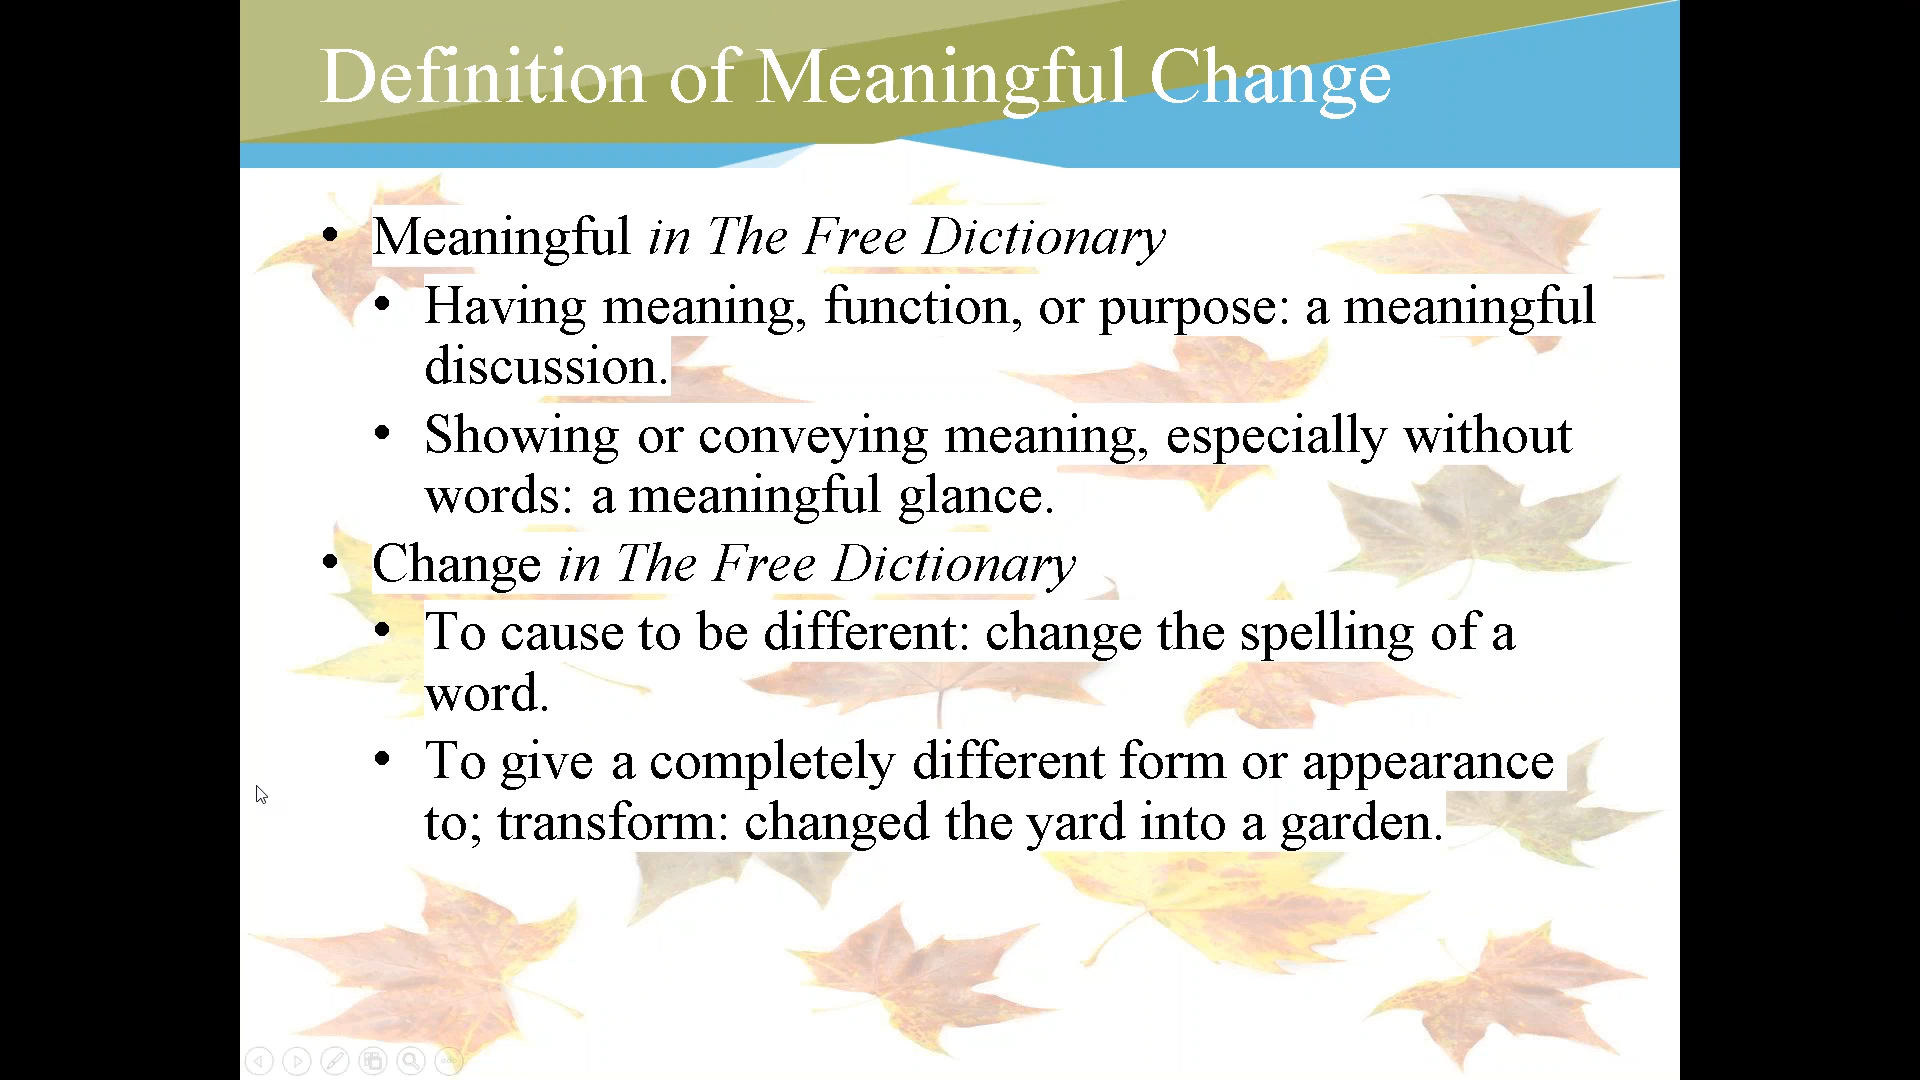 Definition of Meaningful Change
• Meaningful in The Free Dictionary
• Having meaning, function, or purpose: a meaningful
discussion.
• Showing or conveying meaning, especially without
words: a meaningful glance.
• Change in The Free Dictionary
• To cause to be different: change the spelling of a
word.
• To give a completely different form or appearance
to; transform: changed the yard into a garden.